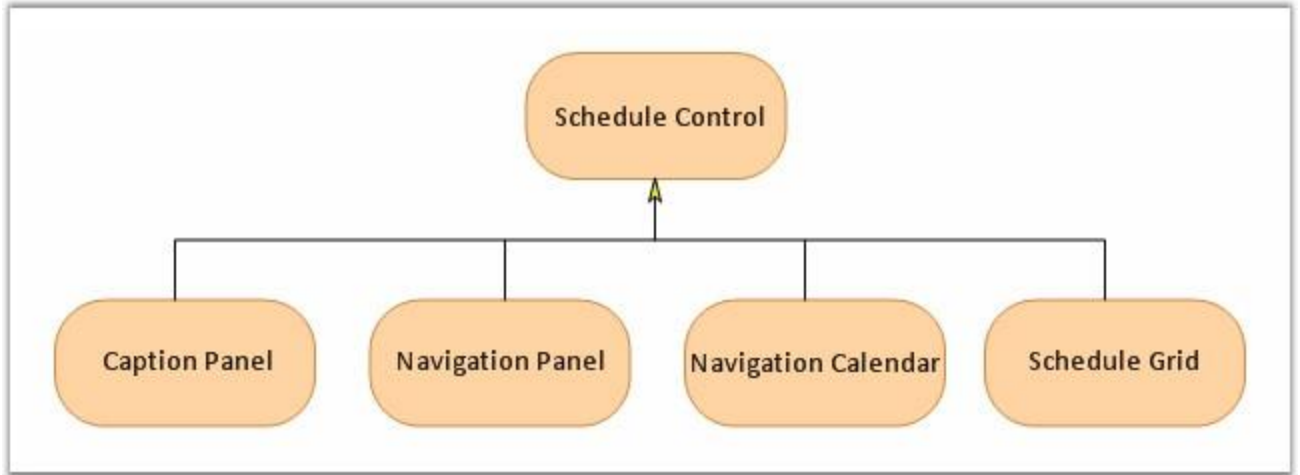 Schedule Control
Caption Panel
Navigation Panel
Navigation Calendar
Schedule Grid